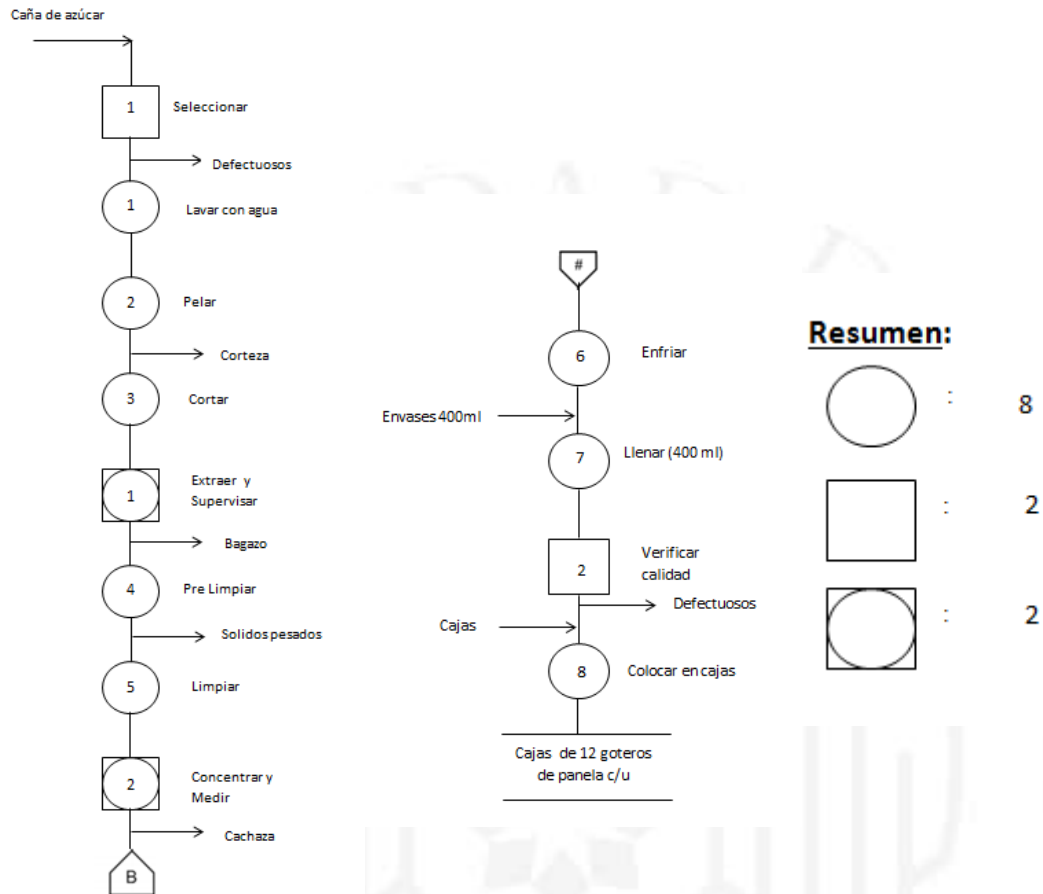 Caña de azúcar
1
Seleccionar
Defectuosos
1
Lavar con agua
2
Pelar
Corteza
3
Cortar
1
Extraer y
Supervisar
Bagazo
4
Pre Limpiar
Solidos pesados
5
Limpiar
2
Concentrar y
Medir
Cachaza
B
#
6
Enfriar
Envases 400ml
7
Llenar (400 ml)
2
Verificar
calidad
Defectuosos
Cajas
8
Colocar en cajas
Cajas de 12 goteros
de panela c/u
Resumen:
: 8
: 2
: 2